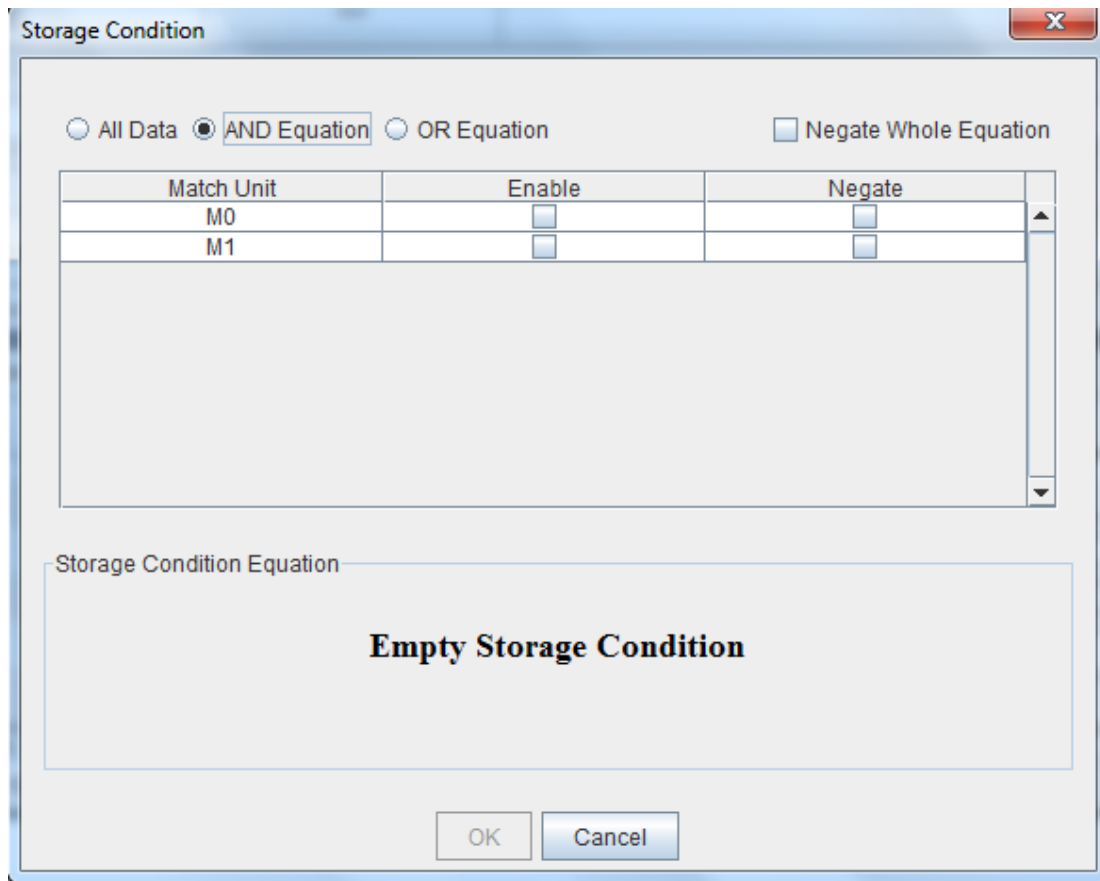 Storage Condition
All Data AND Equation OR Equation Negate Whole Equation
Match Unit Enable Negate
M0
M1
Storage Condition Equation
Empty Storage Condition
OK Cancel